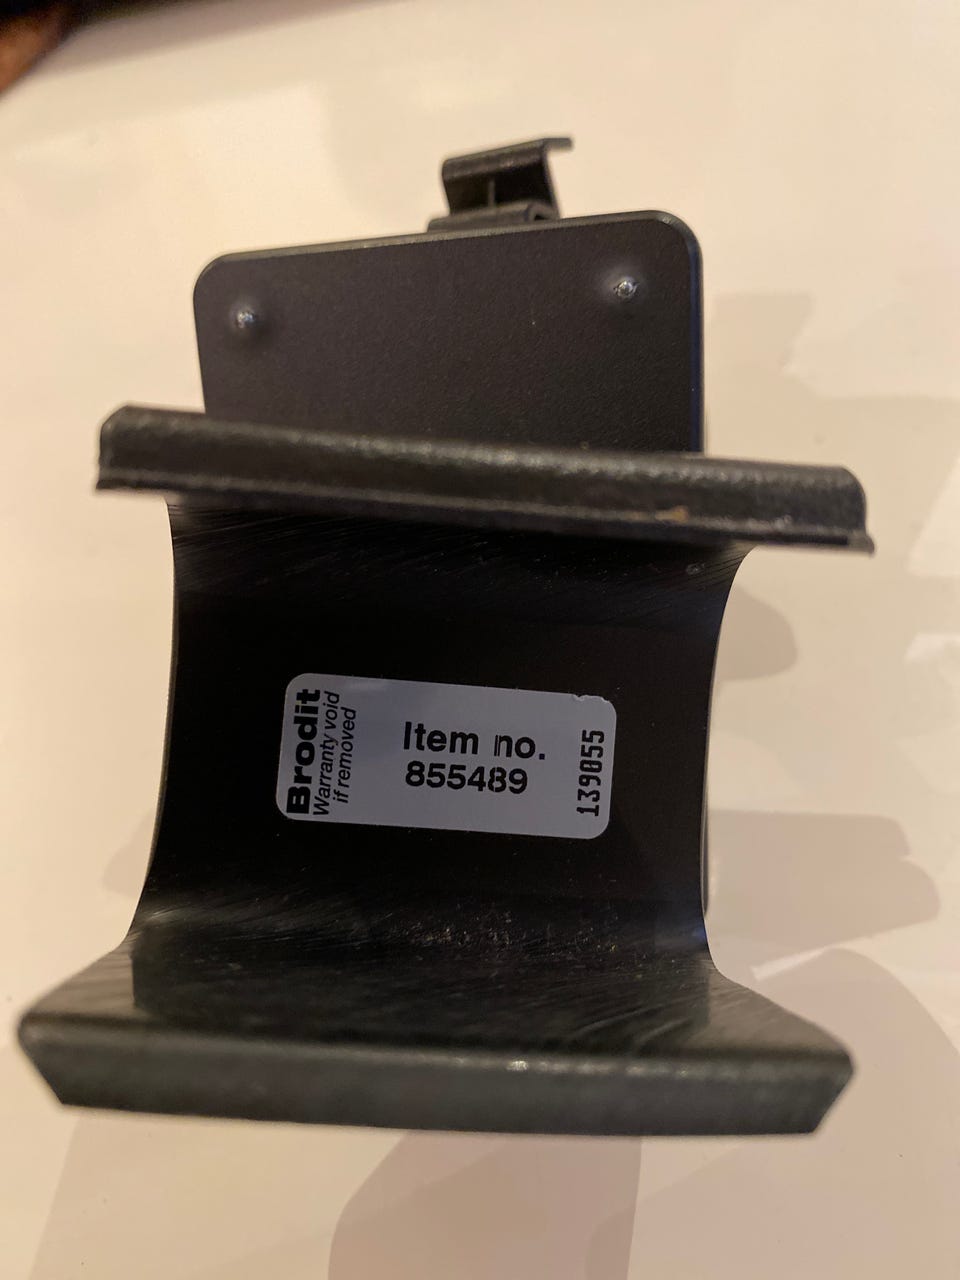 Brodit
Warranty void
if removed
Item no.
855489
139055